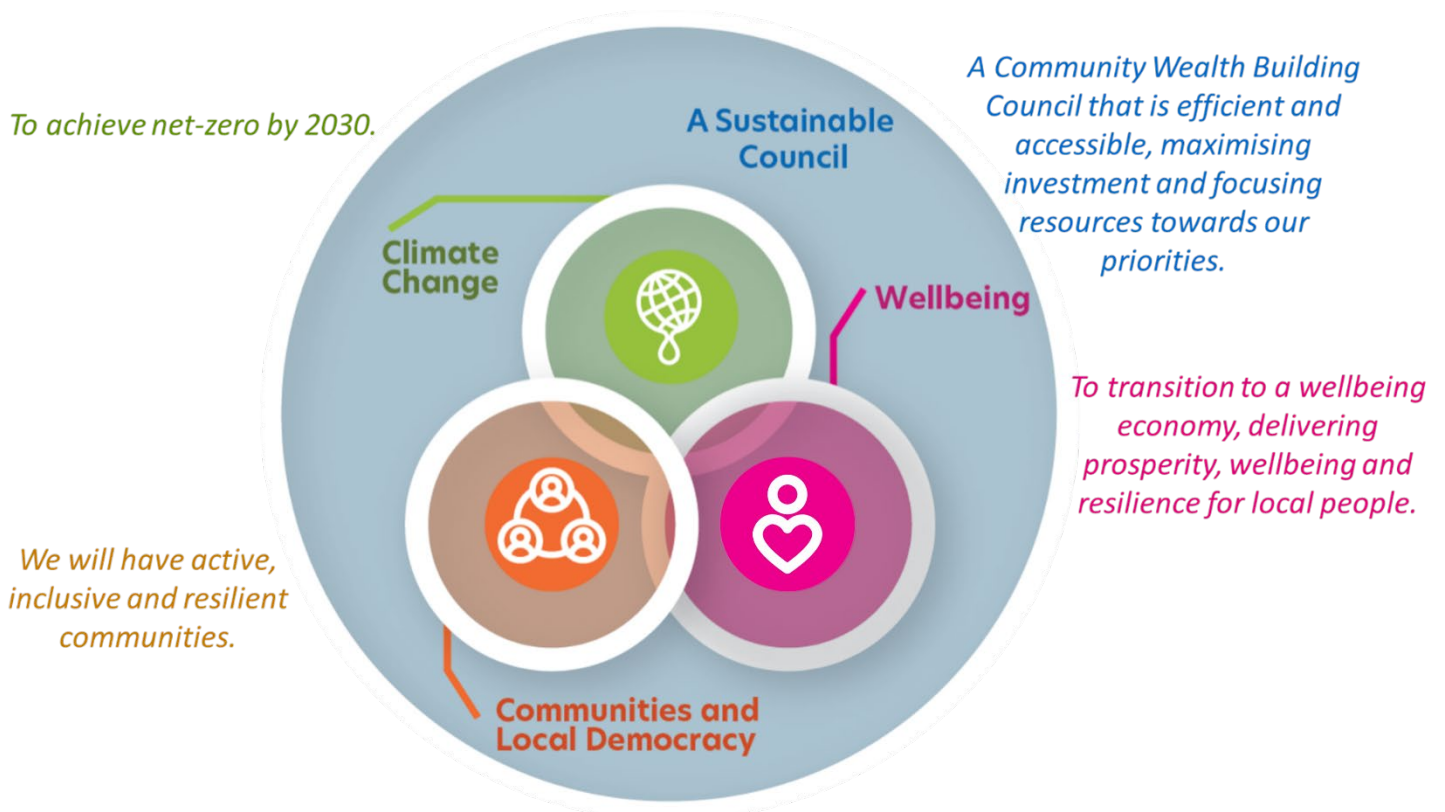 To achieve net-zero by 2030.
A Sustainable
Council
A Community Wealth Building
Council that is efficient and
accessible, maximising
investment and focusing
resources towards our
priorities.
Climate
Change
Wellbeing
To transition to a wellbeing
economy, delivering
prosperity, wellbeing and
resilience for local people.
We will have active,
inclusive and resilient
communities.
Communities and
Local Democracy